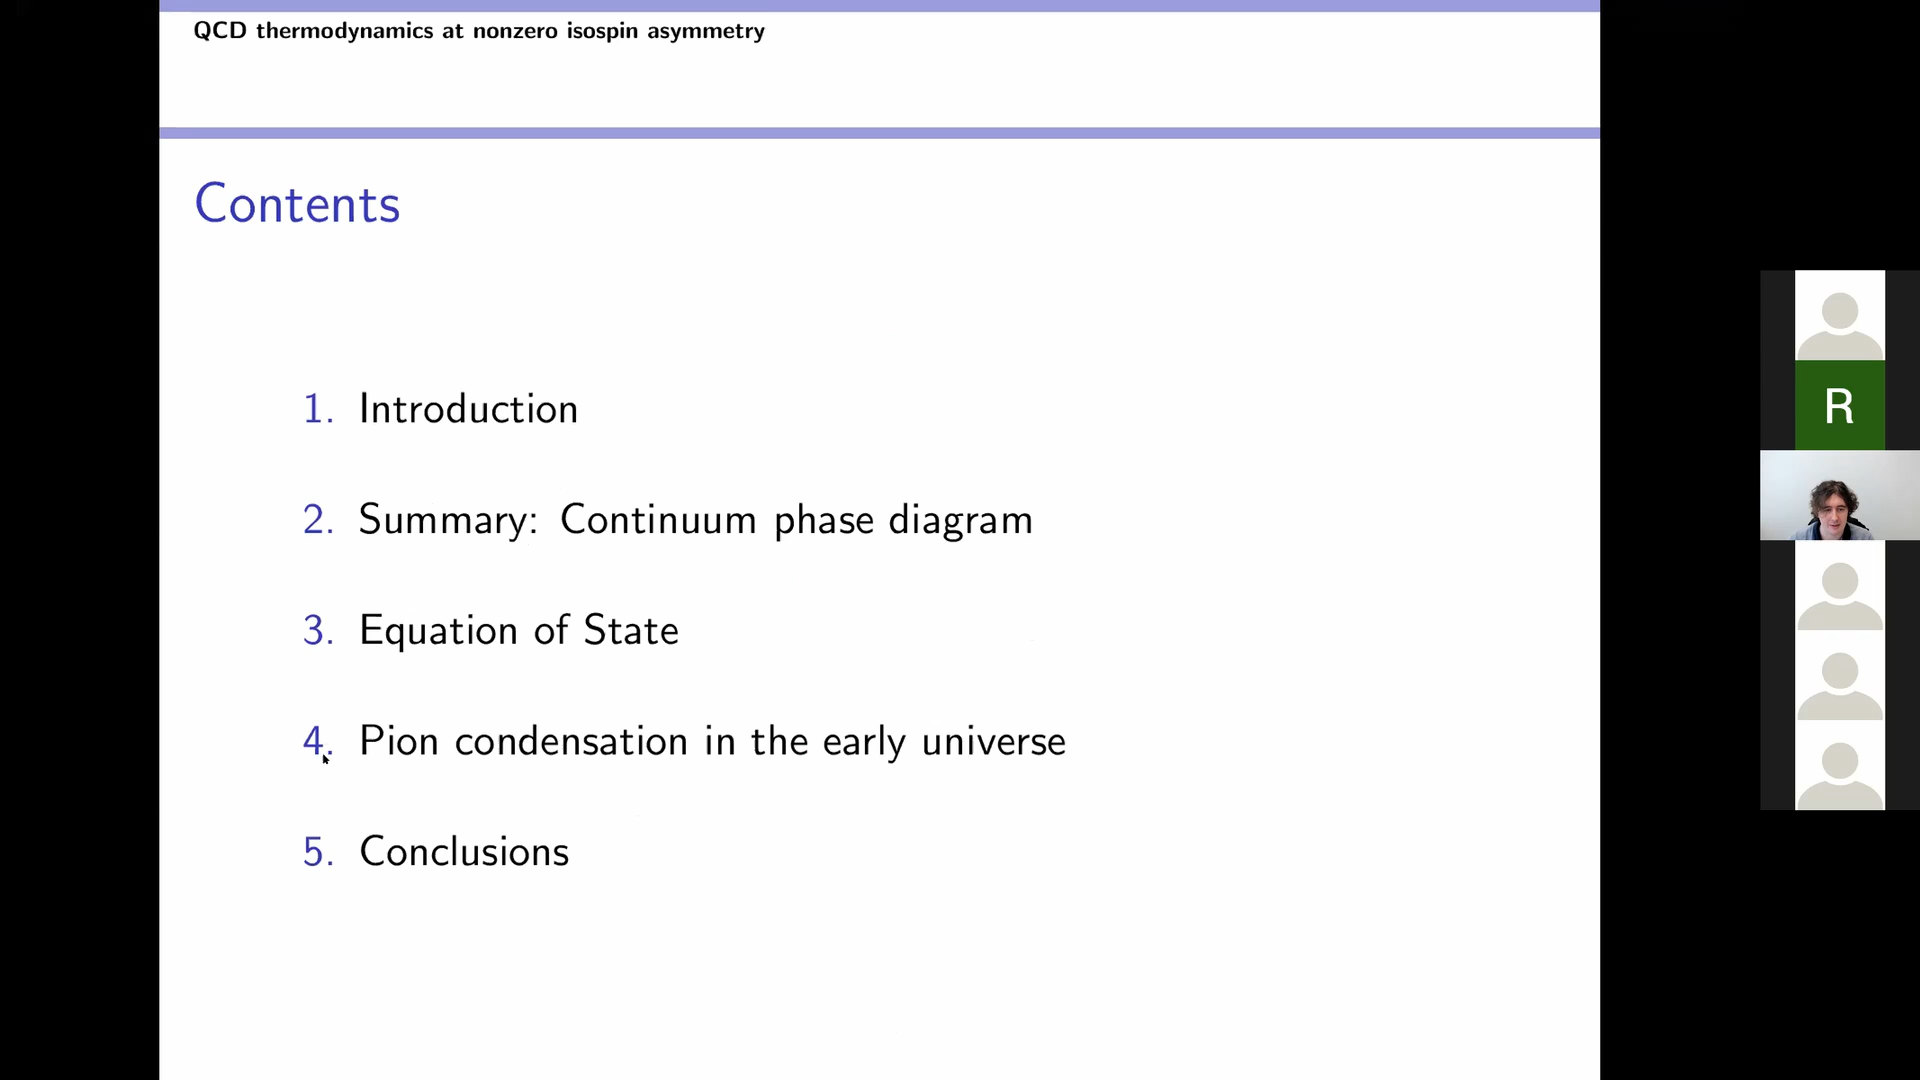 QCD thermodynamics at nonzero isospin asymmetry
Contents
1. Introduction
2. Summary: Continuum phase diagram
3. Equation of State
4. Pion condensation in the early universe
5. Conclusions
R